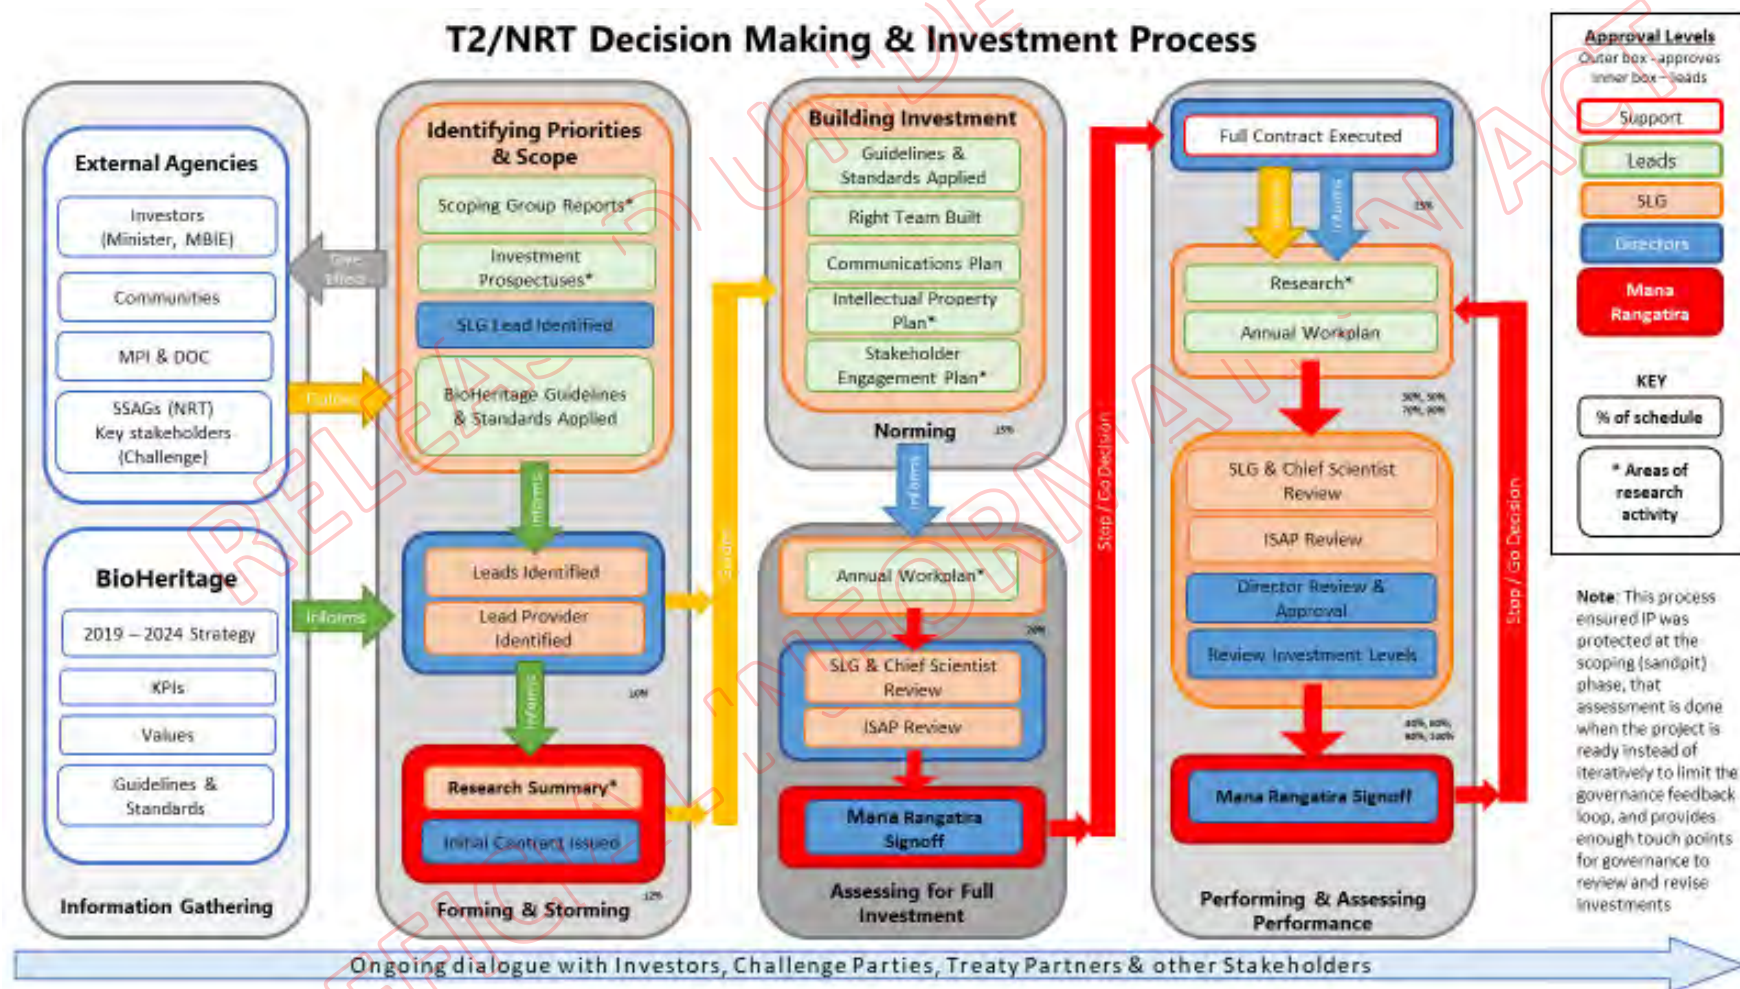 T2/NRT Decision Making & Investment Process
External Agencies
Investors
(Minister, MBIE)
Communities
MPI & DOC
SSAGs (NRT)
Key stakeholders
(Challenge)
BioHeritage
2019 – 2024 Strategy
KPIs
Values
Guidelines &
Standards
Information Gathering
Informs
Identifying Priorities
& Scope
Scoping Group Reports*
Investment
Prospectuses*
SLG Lead Identified
BioHeritage Guidelines
& Standards Applied
Informs
Leads Identified
Lead Provider
Identified
10%
Informs
Research Summary*
Initial Contract Issued
12%
Forming & Storming
Building Investment
Guidelines &
Standards Applied
Right Team Built
Communications Plan
Intellectual Property
Plan*
Stakeholder
Engagement Plan*
Norming
15%
Informs
Annual Workplan*
20%
SLG & Chief Scientist
Review
ISAP Review
Mana Rangatira
Signoff
Assessing for Full
Investment
Stop / Go Decision
Full Contract Executed
Informs
25%
Research*
Annual Workplan
SLG & Chief Scientist
Review
ISAP Review
Director Review &
Approval
Review Investment Levels
Mana Rangatira Signoff
Performing & Assessing
Performance
Stop / Go Decision
Approval Levels
Outer box - approves
Inner box – leads
Support
Leads
SLG
Directors
Mana
Rangatira
KEY
% of schedule
* Areas of
research
activity
Note: This process
ensured IP was
protected at the
scoping (sandpit)
phase, that
assessment is done
when the project is
ready instead of
iteratively to limit the
governance feedback
loop, and provides
enough touch points
for governance to
review and revise
investments
Ongoing dialogue with Investors, Challenge Parties, Treaty Partners & other Stakeholders
RELEASED UNDER
OFFICIAL INFORMATION ACT